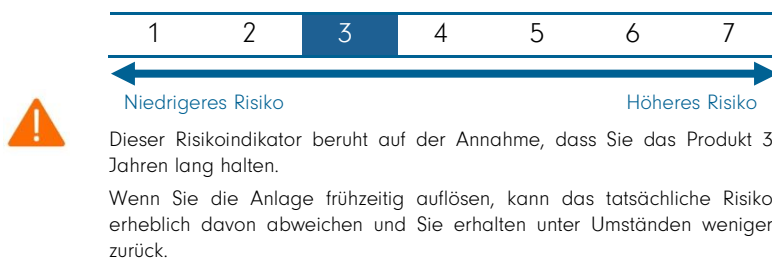 1 2 3 4 5 6 7
Niedrigeres Risiko Höheres Risiko
Dieser Risikoindikator beruht auf der Annahme, dass Sie das Produkt 3
Jahren lang halten.
Wenn Sie die Anlage frühzeitig auflösen, kann das tatsächliche Risiko
erheblich davon abweichen und Sie erhalten unter Umständen weniger
zurück.